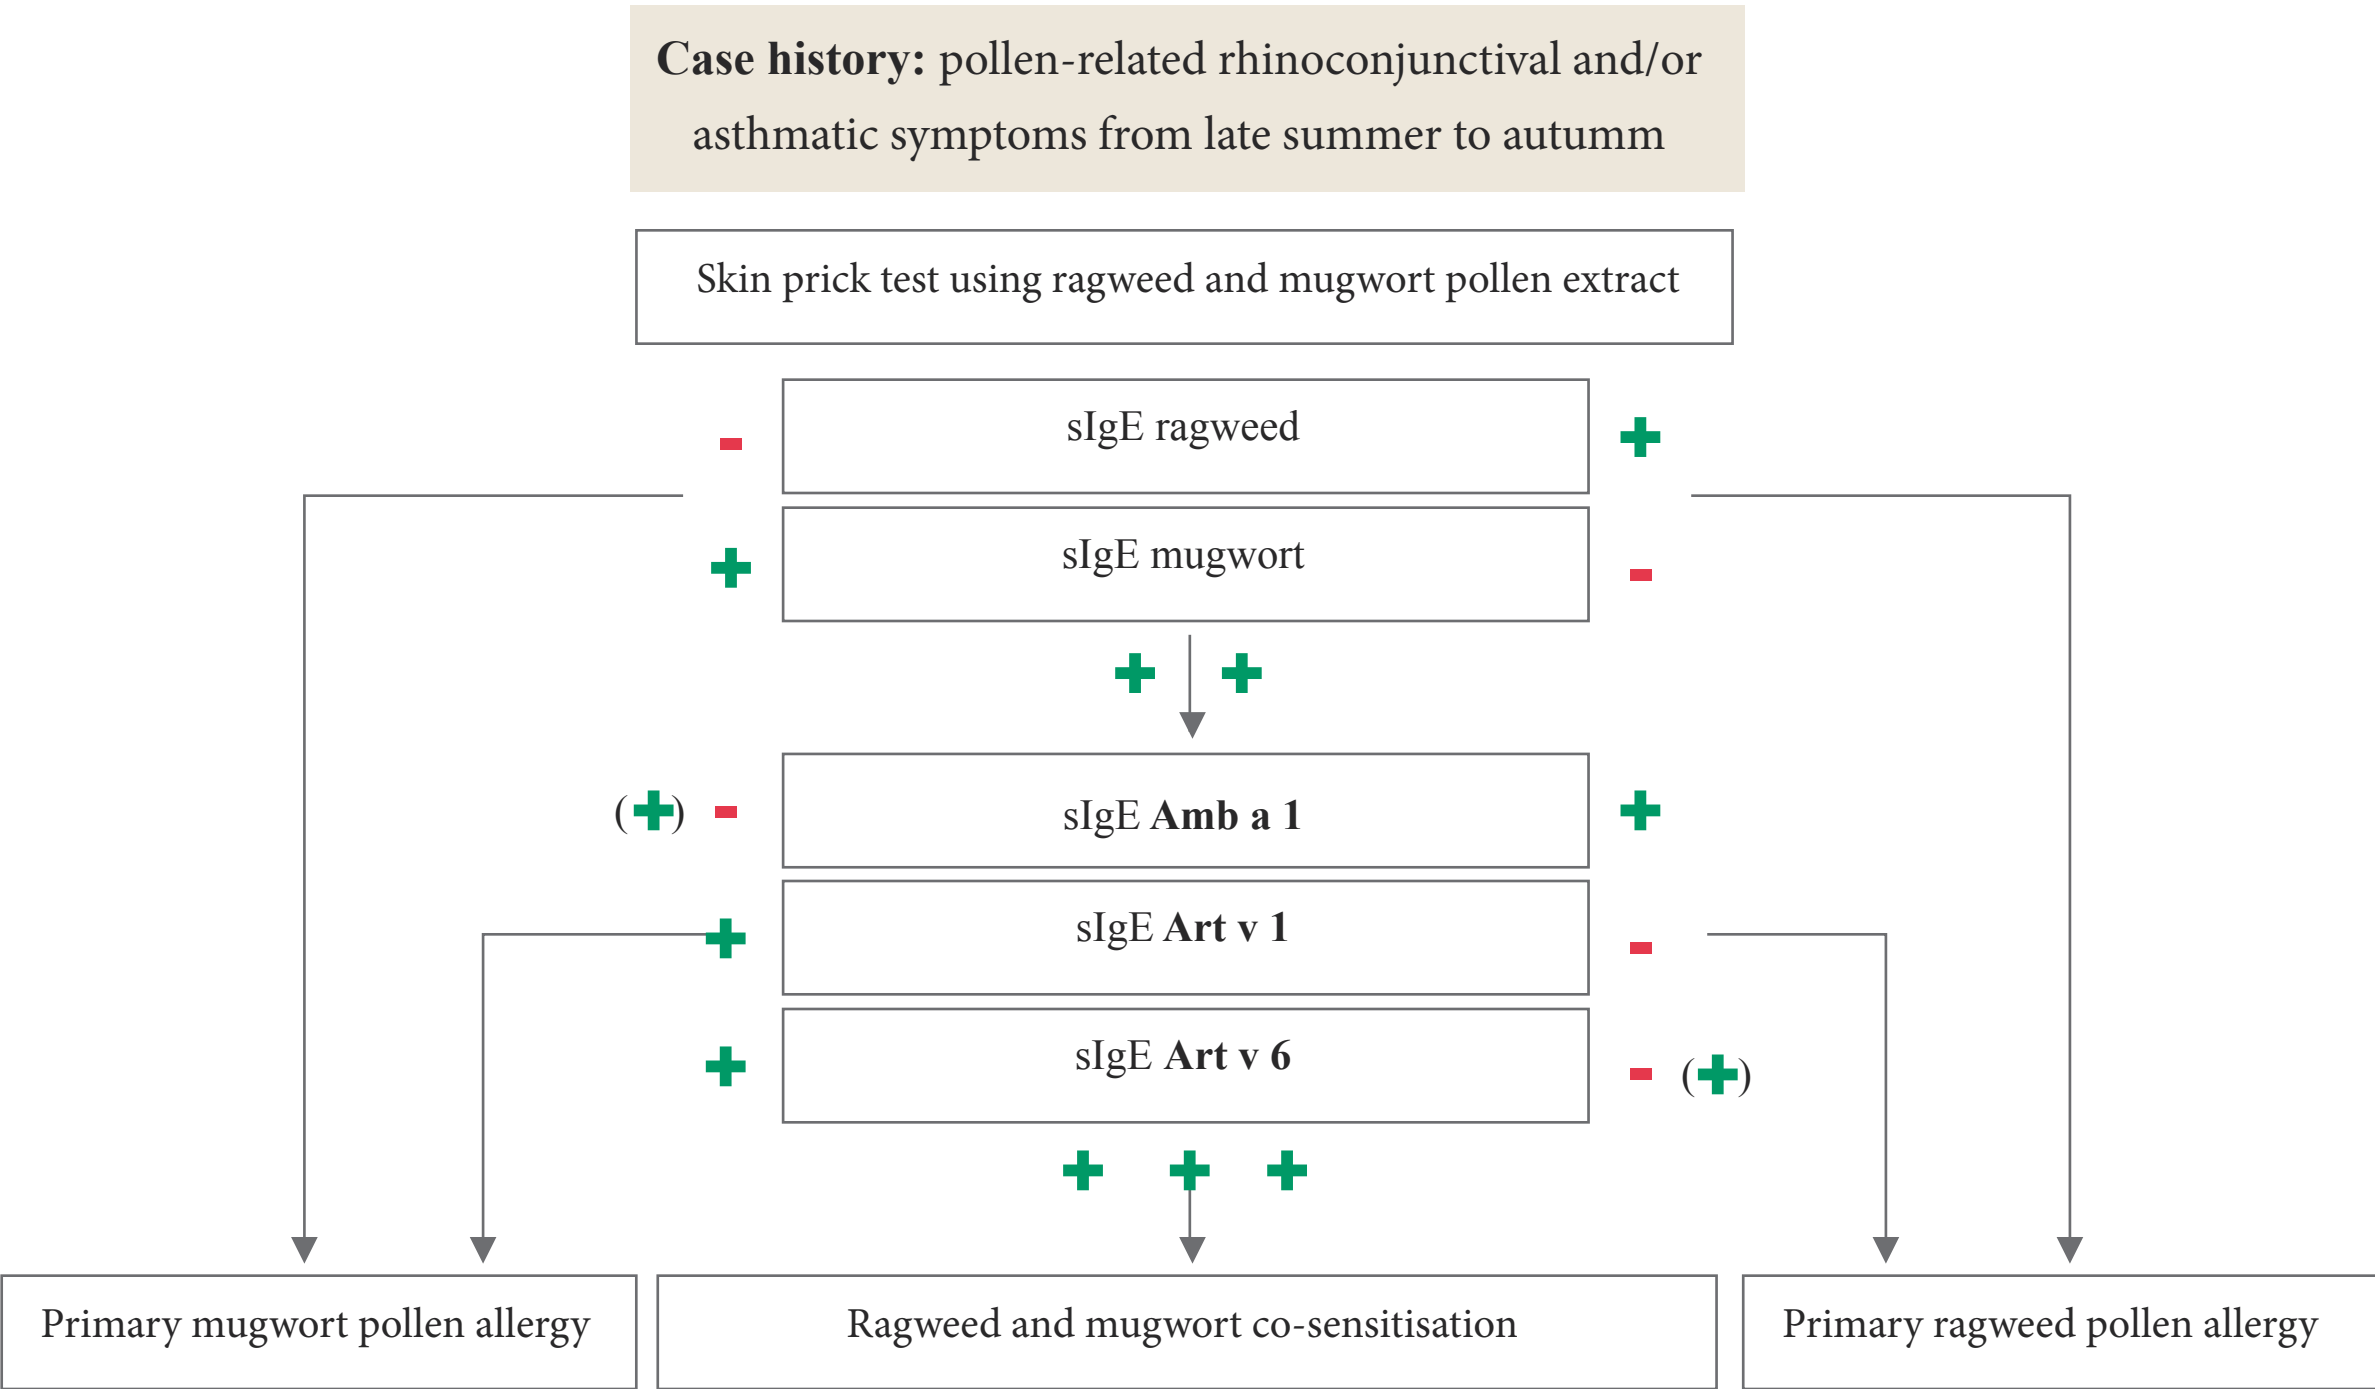 Case history: pollen-related rhinoconjunctival and/or
asthmatic symptoms from late summer to autumm
Skin prick test using ragweed and mugwort pollen extract
- sIgE ragweed +
+ sIgE mugwort -
+ +
(+) - sIgE Amb a 1 +
+ sIgE Art v 1 -
+ sIgE Art v 6 - (+)
+ + +
Primary mugwort pollen allergy
Ragweed and mugwort co-sensitisation
Primary ragweed pollen allergy